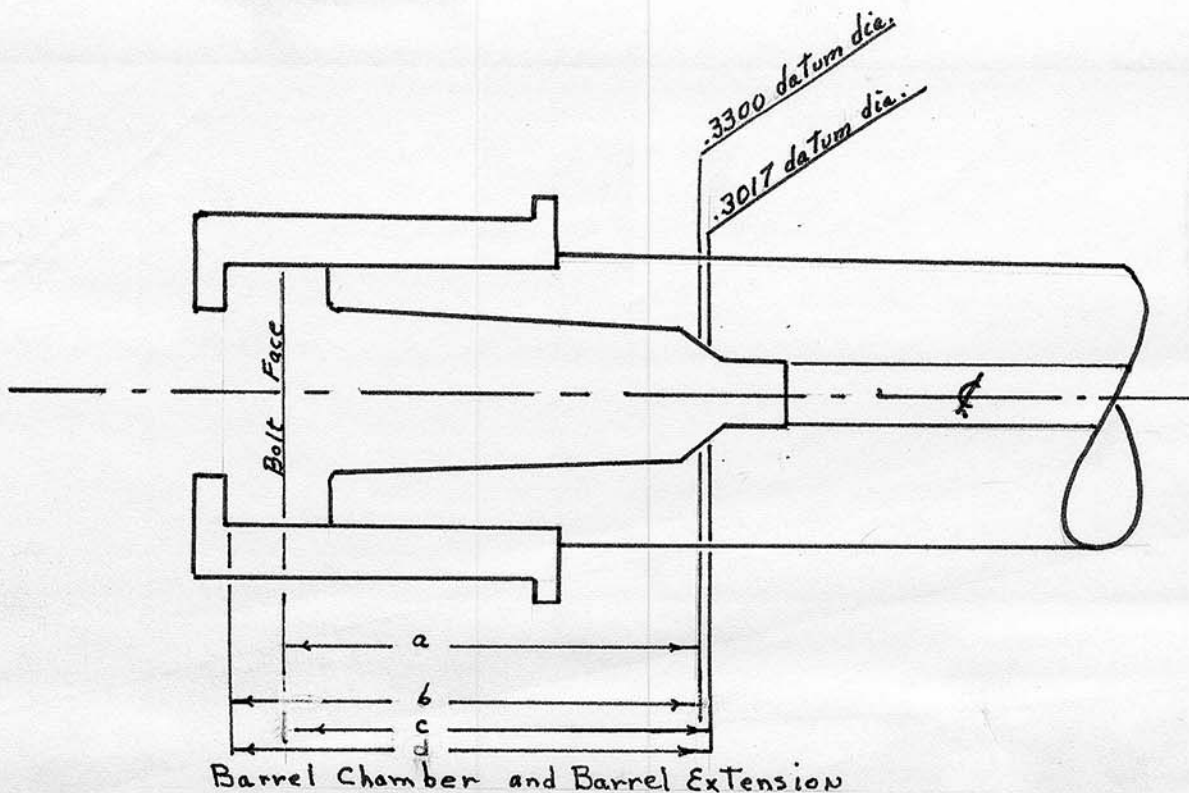 .3300 datum dia.
.3017 datum dia.
Bolt Face
℄
a
b
c
d
Barrel Chamber and Barrel Extension